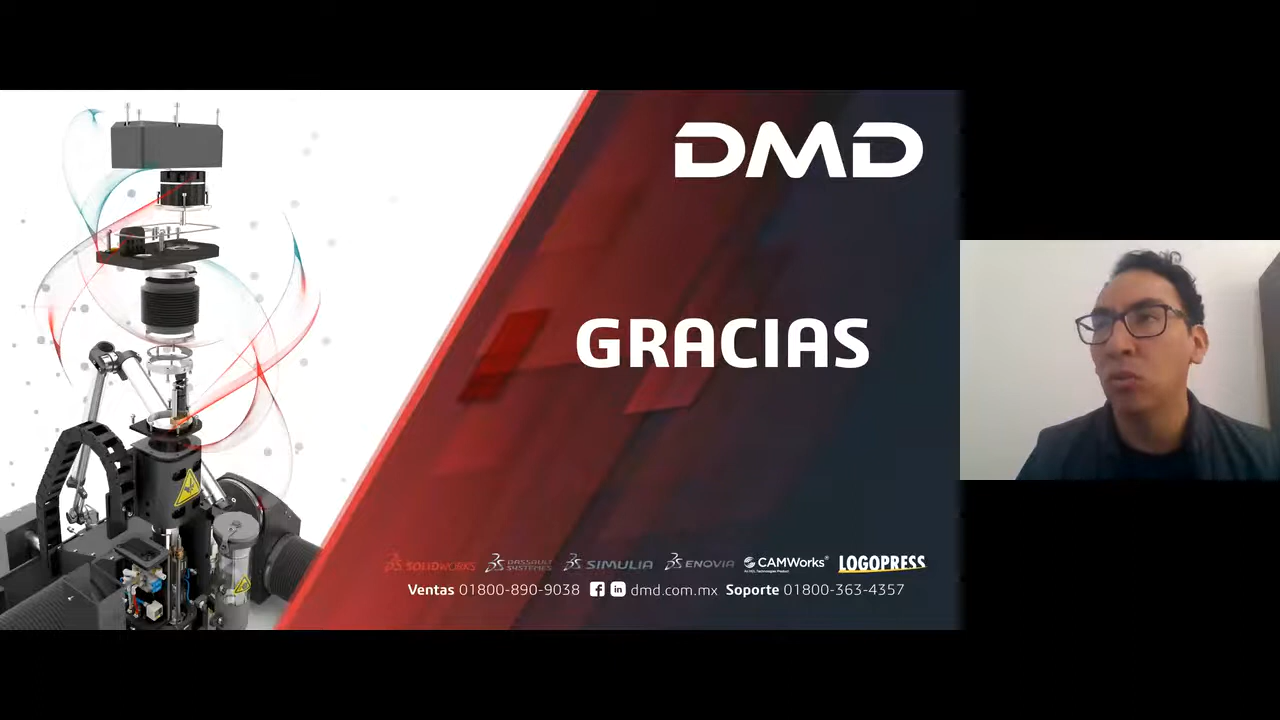 DMD
GRACIAS
SOLIDWORKS DASSAULT SYSTEMES SIMULIA ENOVIA CAMWorks® LOGOPRESS
Ventas 01800-890-9038 dmd.com.mx Soporte 01800-363-4357